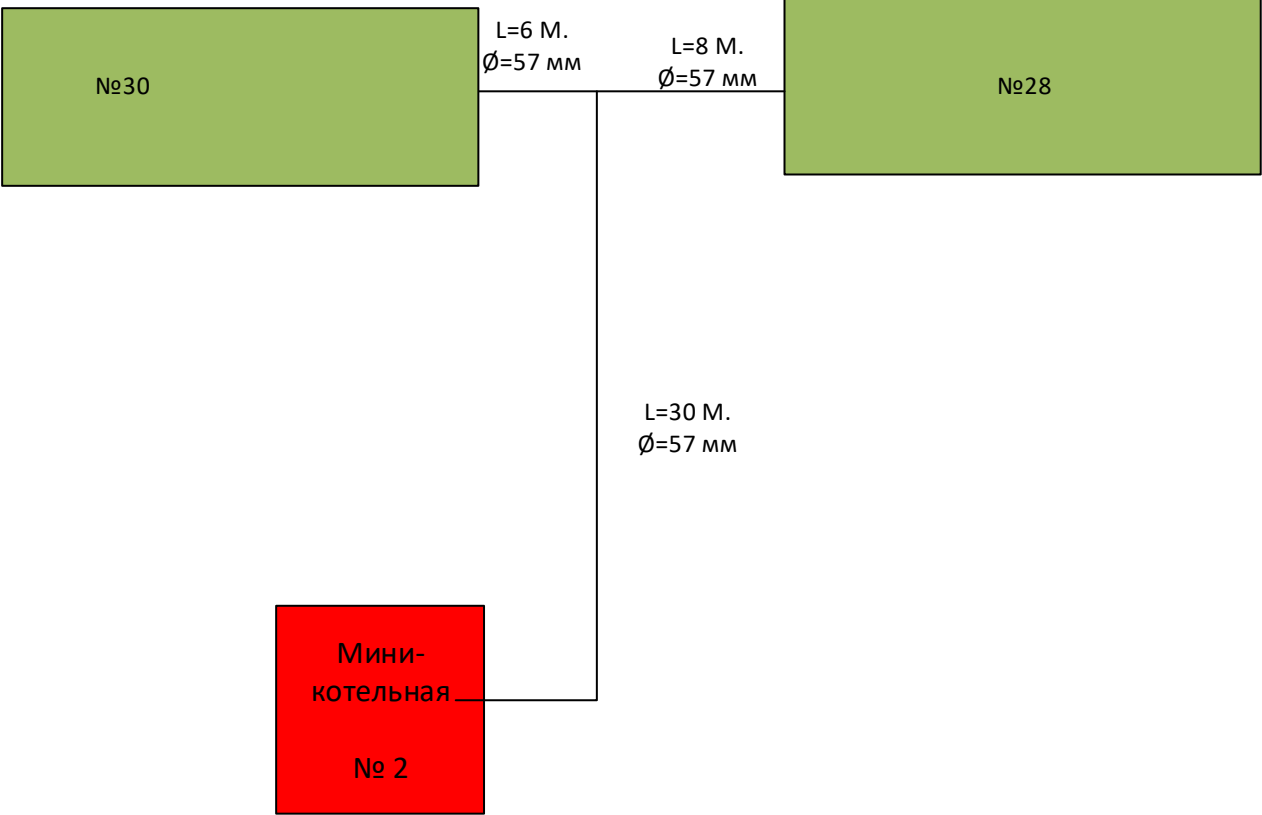 L=6 М.
Ø=57 мм
L=8 М.
Ø=57 мм
№30
№28
L=30 М.
Ø=57 мм
Мини-
котельная
№ 2